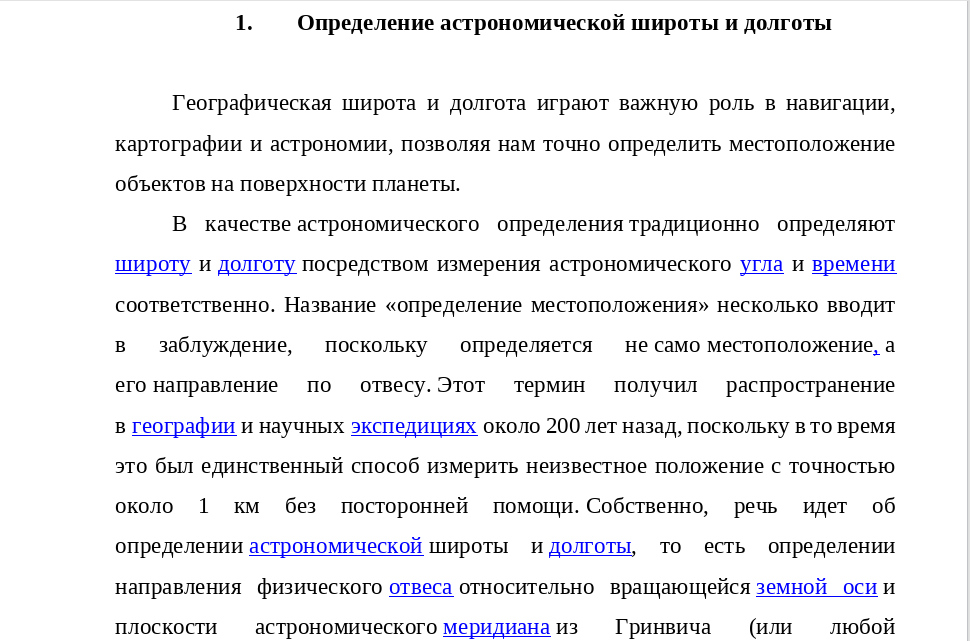 1. Определение астрономической широты и долготы
Географическая широта и долгота играют важную роль в навигации,
картографии и астрономии, позволяя нам точно определить местоположение
объектов на поверхности планеты.
В качестве астрономического определения традиционно определяют
широту и долготу посредством измерения астрономического угла и времени
соответственно. Название «определение местоположения» несколько вводит
в заблуждение, поскольку определяется не само местоположение, а
его направление по отвесу. Этот термин получил распространение
в географии и научных экспедициях около 200 лет назад, поскольку в то время
это был единственный способ измерить неизвестное положение с точностью
около 1 км без посторонней помощи. Собственно, речь идет об
определении астрономической широты и долготы, то есть определении
направления физического отвеса относительно вращающейся земной оси и
плоскости астрономического меридиана из Гринвича (или любой